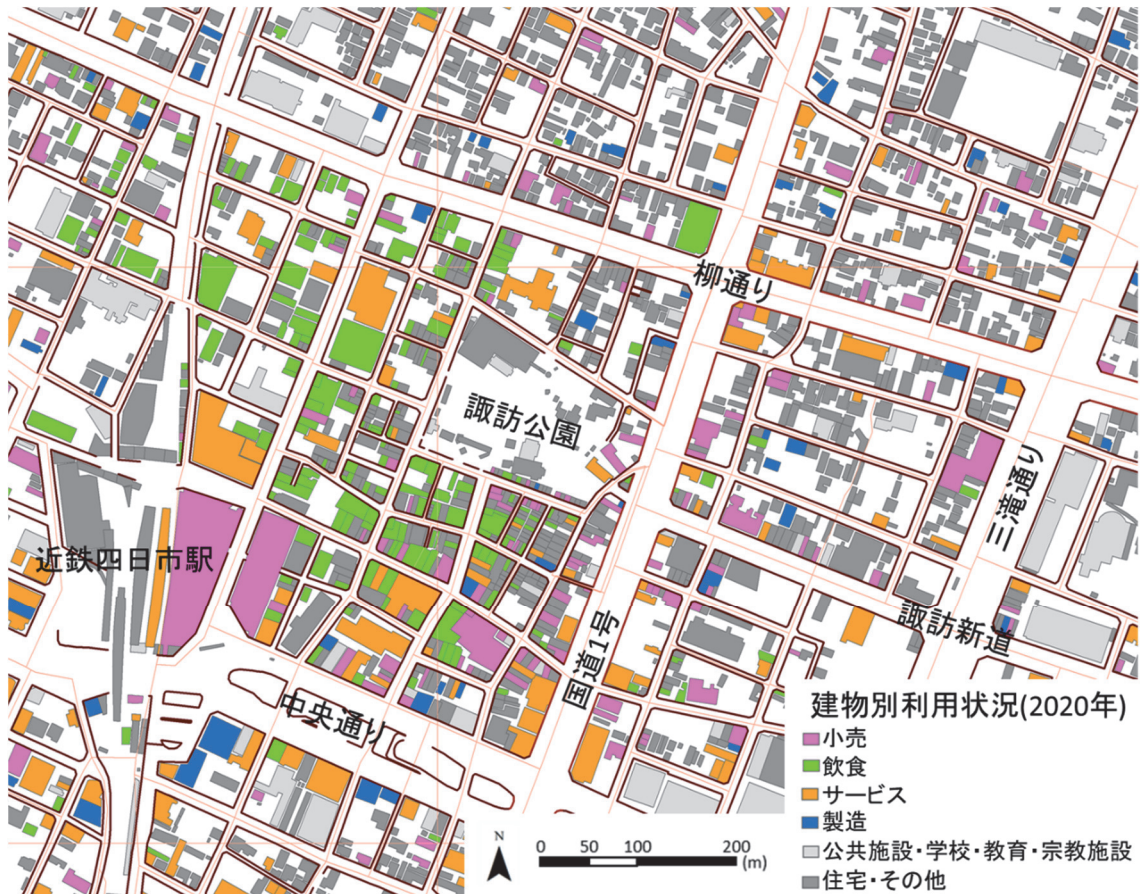 柳通り
諏訪公園
三滝通り
近鉄四日市駅
諏訪新道
国道1号
中央通り
建物別利用状況(2020年)
小売
飲食
サービス
製造
公共施設・学校・教育・宗教施設
住宅・その他
N
0 50 100 200
(m)